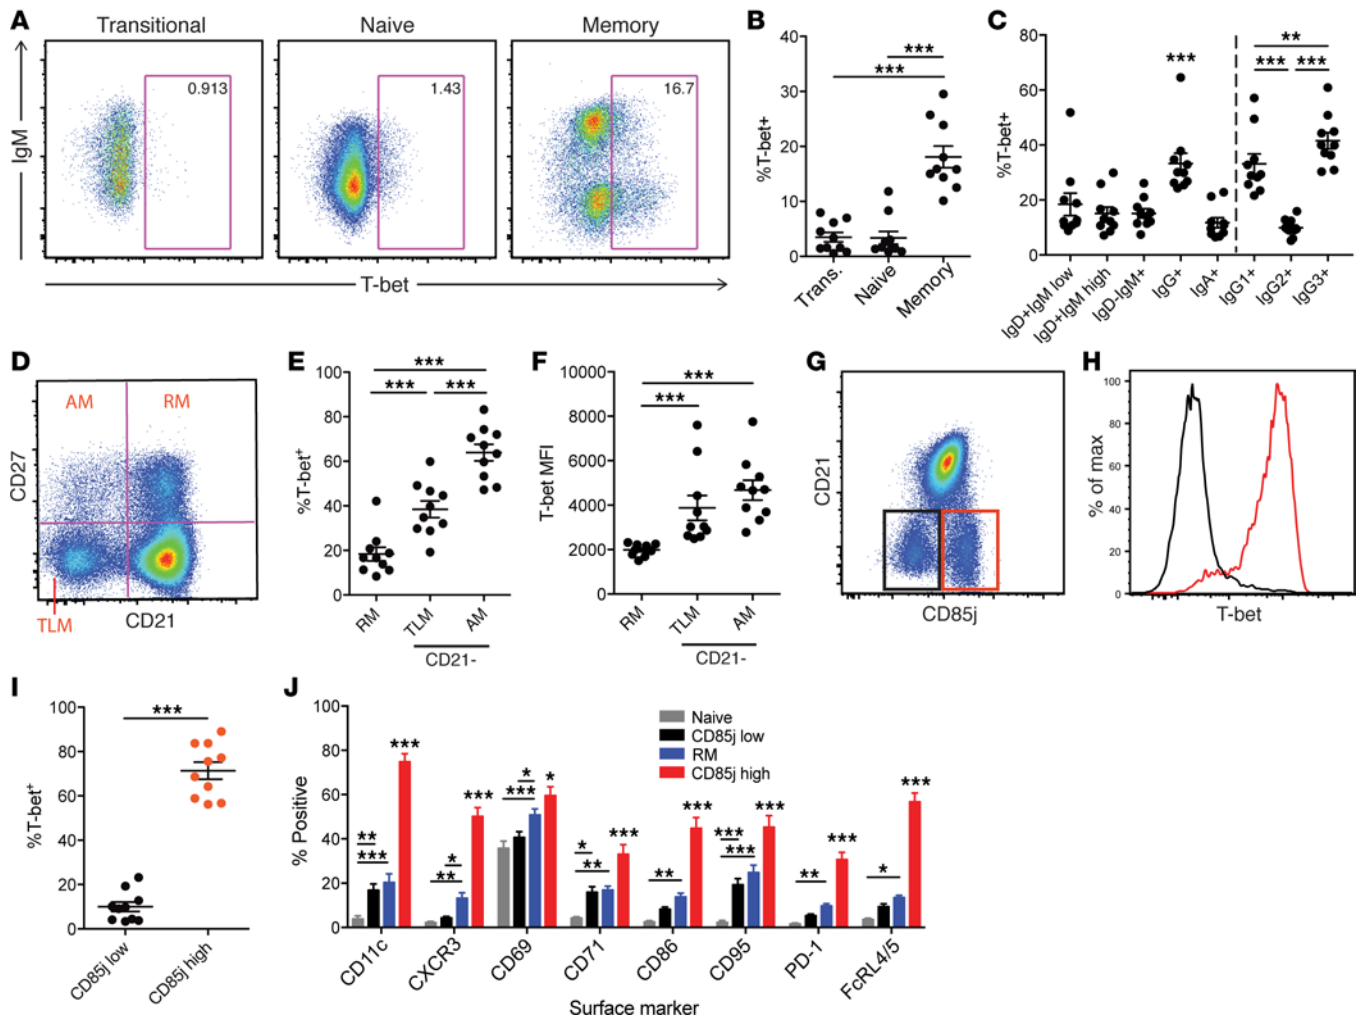 A
Transitional
Naive
Memory
0.913
1.43
16.7
IgM
T-bet
B
%T-bet+
40
30
20
10
0
***
***
Trans.
Naive
Memory
C
%T-bet+
80
60
40
20
0
***
**
*** ***
IgD+IgM low
IgD+IgM high
IgD-IgM+
IgG+
IgA+
IgG1+
IgG2+
IgG3+
D
AM
RM
CD27
TLM
CD21
E
%T-bet+
100
80
60
40
20
0
***
*** ***
RM
TLM
AM
CD21-
F
T-bet MFI
10000
8000
6000
4000
2000
0
***
***
RM
TLM
AM
CD21-
G
CD21
CD85j
H
% of max
100
80
60
40
20
0
T-bet
I
%T-bet+
100
80
60
40
20
0
***
CD85j low
CD85j high
J
% Positive
100
80
60
40
20
0
Naive
CD85j low
RM
CD85j high
**
***
***
*
**
***
*
***
*
*
**
***
**
***
***
***
***
**
***
*
***
CD11c
CXCR3
CD69
CD71
CD86
CD95
PD-1
FcRL4/5
Surface marker